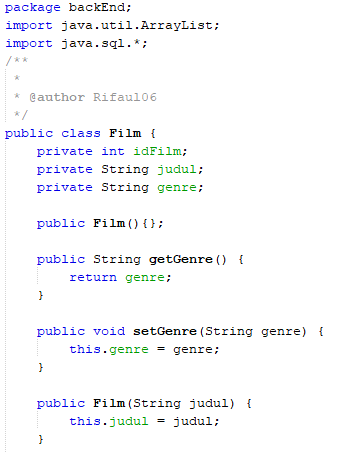 package backEnd;
import java.util.ArrayList;
import java.sql.*;
/**
 *
 * @author Rifaul06
 */
public class Film {
    private int idFilm;
    private String judul;
    private String genre;

    public Film(){};

    public String getGenre() {
        return genre;
    }

    public void setGenre(String genre) {
        this.genre = genre;
    }

    public Film(String judul) {
        this.judul = judul;
    }